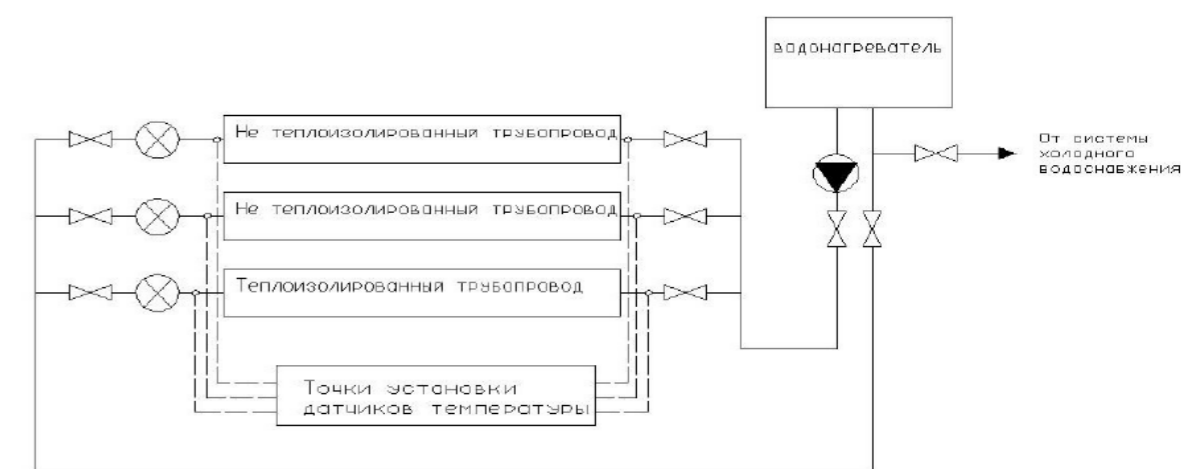 водонагреватель
Не теплоизолированный трубопровод
От системы
холодного
водоснабжения
Не теплоизолированный трубопровод
Теплоизолированный трубопровод
Точки установки
датчиков температуры